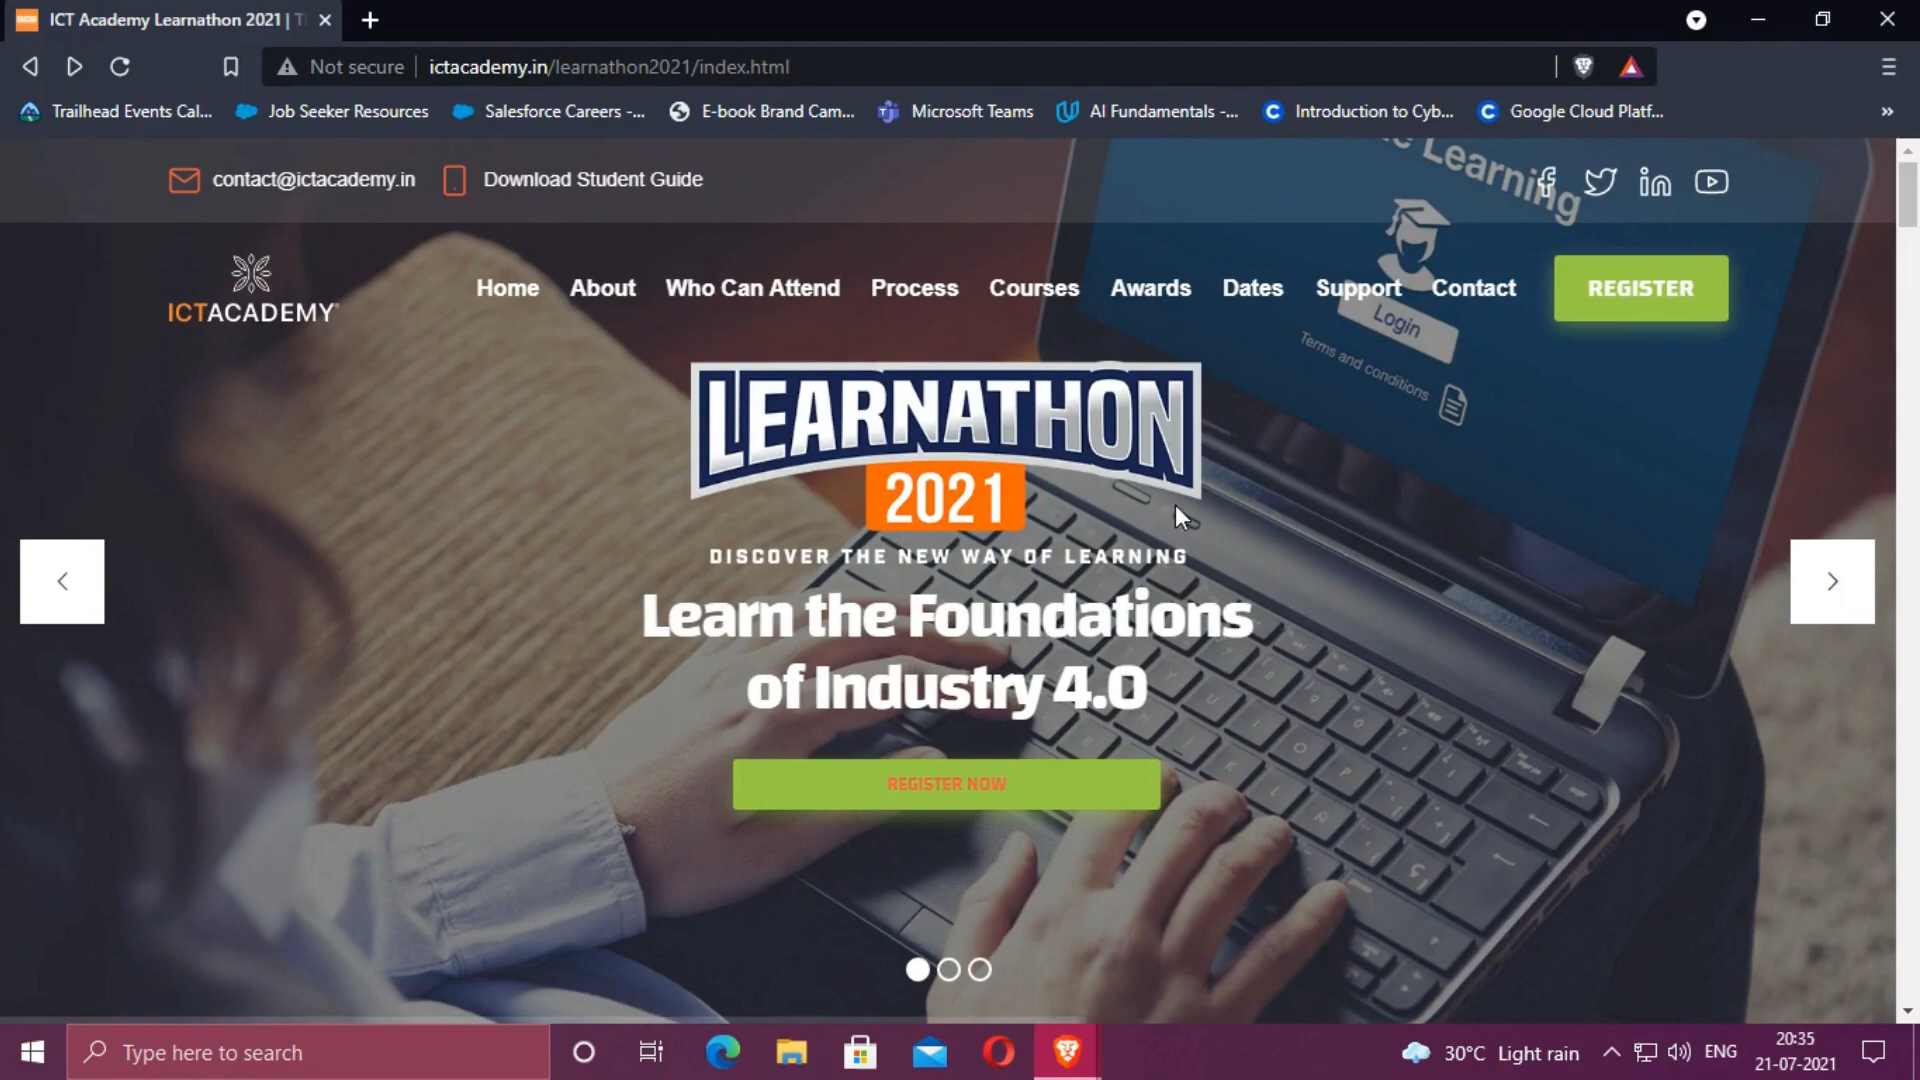 ICT Academy Learnathon 2021 | T
Not secure
ictacademy.in/learnathon2021/index.html
Trailhead Events Cal...
Job Seeker Resources
Salesforce Careers -...
E-book Brand Cam...
Microsoft Teams
AI Fundamentals -...
Introduction to Cyb...
Google Cloud Platf...
contact@ictacademy.in
Download Student Guide
Learning
ICTACADEMY
Home
About
Who Can Attend
Process
Courses
Awards
Dates
Support
Contact
REGISTER
Login
Terms and conditions
LEARNATHON
2021
DISCOVER THE NEW WAY OF LEARNING
Learn the Foundations
of Industry 4.0
REGISTER NOW
Type here to search
30°C Light rain
ENG
20:35
21-07-2021